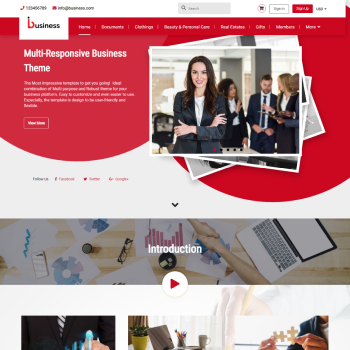 123456789 info@business.com Search Sign In Sign Up USD
business
Home Documents Clothings Beauty & Personal Care Real Estates Gifts Members More
Multi-Responsive Business
Theme
The Most impressive template to get you going! Ideal
combination of Multi purpose and Robust theme for your
business platform. Easy to customize and even easier to use.
Especially, the template is design to be user-friendly and
flexible.
View More
Follow Us: Facebook Twitter Google+
Introduction